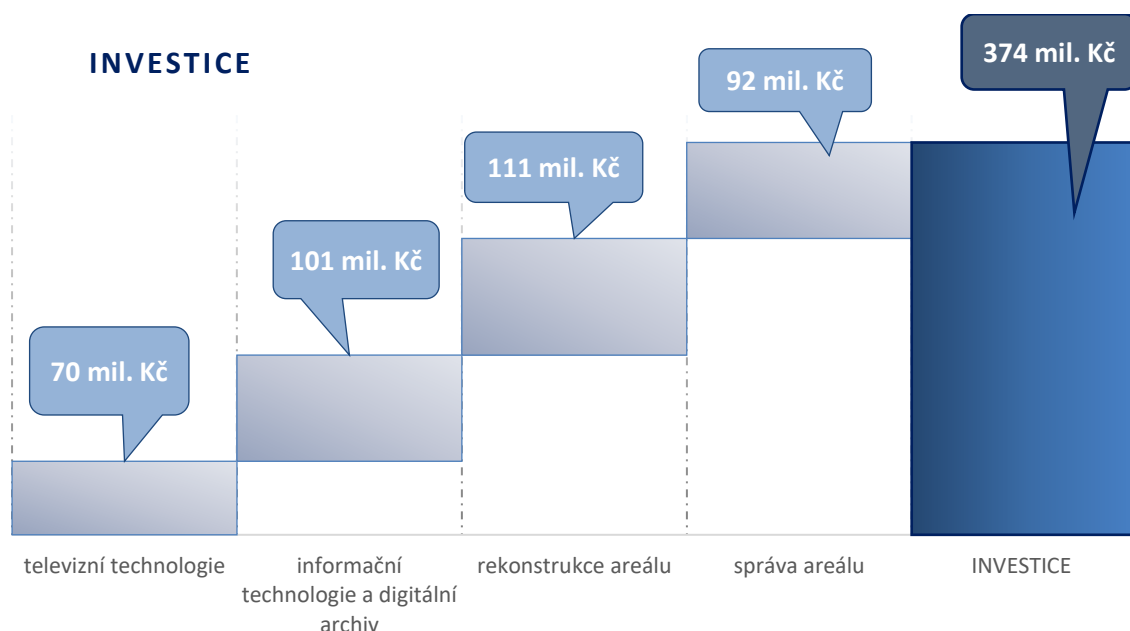 INVESTICE
374 mil. Kč
92 mil. Kč
111 mil. Kč
101 mil. Kč
70 mil. Kč
televizní technologie
informační
technologie a digitální
archiv
rekonstrukce areálu
správa areálu
INVESTICE